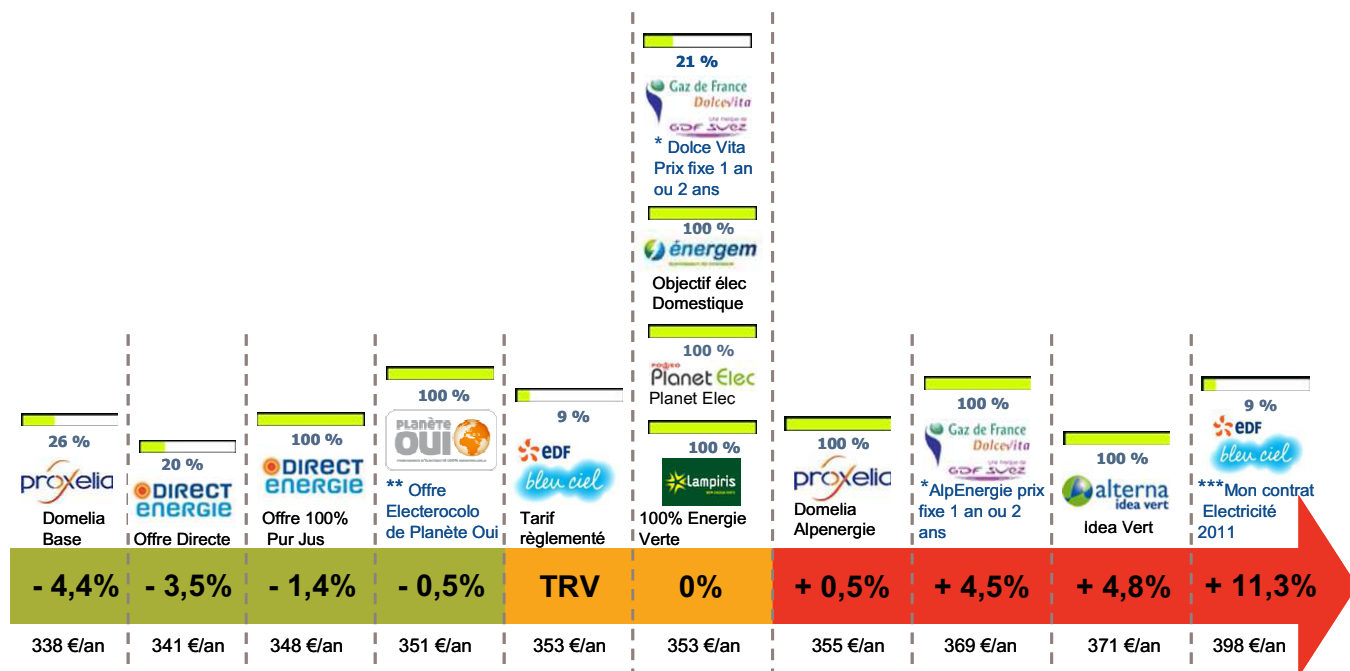 26 %
proxelia
Domelia
Base
- 4,4%
338 €/an
20 %
DIRECT
ENERGIE
Offre Directe
- 3,5%
341 €/an
100 %
DIRECT
ENERGIE
Offre 100%
Pur Jus
- 1,4%
348 €/an
100 %
PLANÈTE
OUI
** Offre
Electerocolo
de Planète Oui
- 0,5%
351 €/an
9 %
eDF
bleu ciel
Tarif
règlementé
TRV
353 €/an
21 %
Gaz de France
DolceVita
Une marque de
GDF SUEZ
* Dolce Vita
Prix fixe 1 an
ou 2 ans
100 %
énergem
Objectif élec
Domestique
100 %
Planet Elec
Planet Elec
100 %
Lampiris
100% Energie
Verte
0%
353 €/an
100 %
proxelia
Domelia
Alpenergie
+ 0,5%
355 €/an
100 %
Gaz de France
DolceVita
Une marque de
GDF SUEZ
*AlpEnergie prix
fixe 1 an ou 2
ans
+ 4,5%
369 €/an
100 %
alterna
idea vert
Idea Vert
+ 4,8%
371 €/an
9 %
eDF
bleu ciel
***Mon contrat
Electricité
2011
+ 11,3%
398 €/an